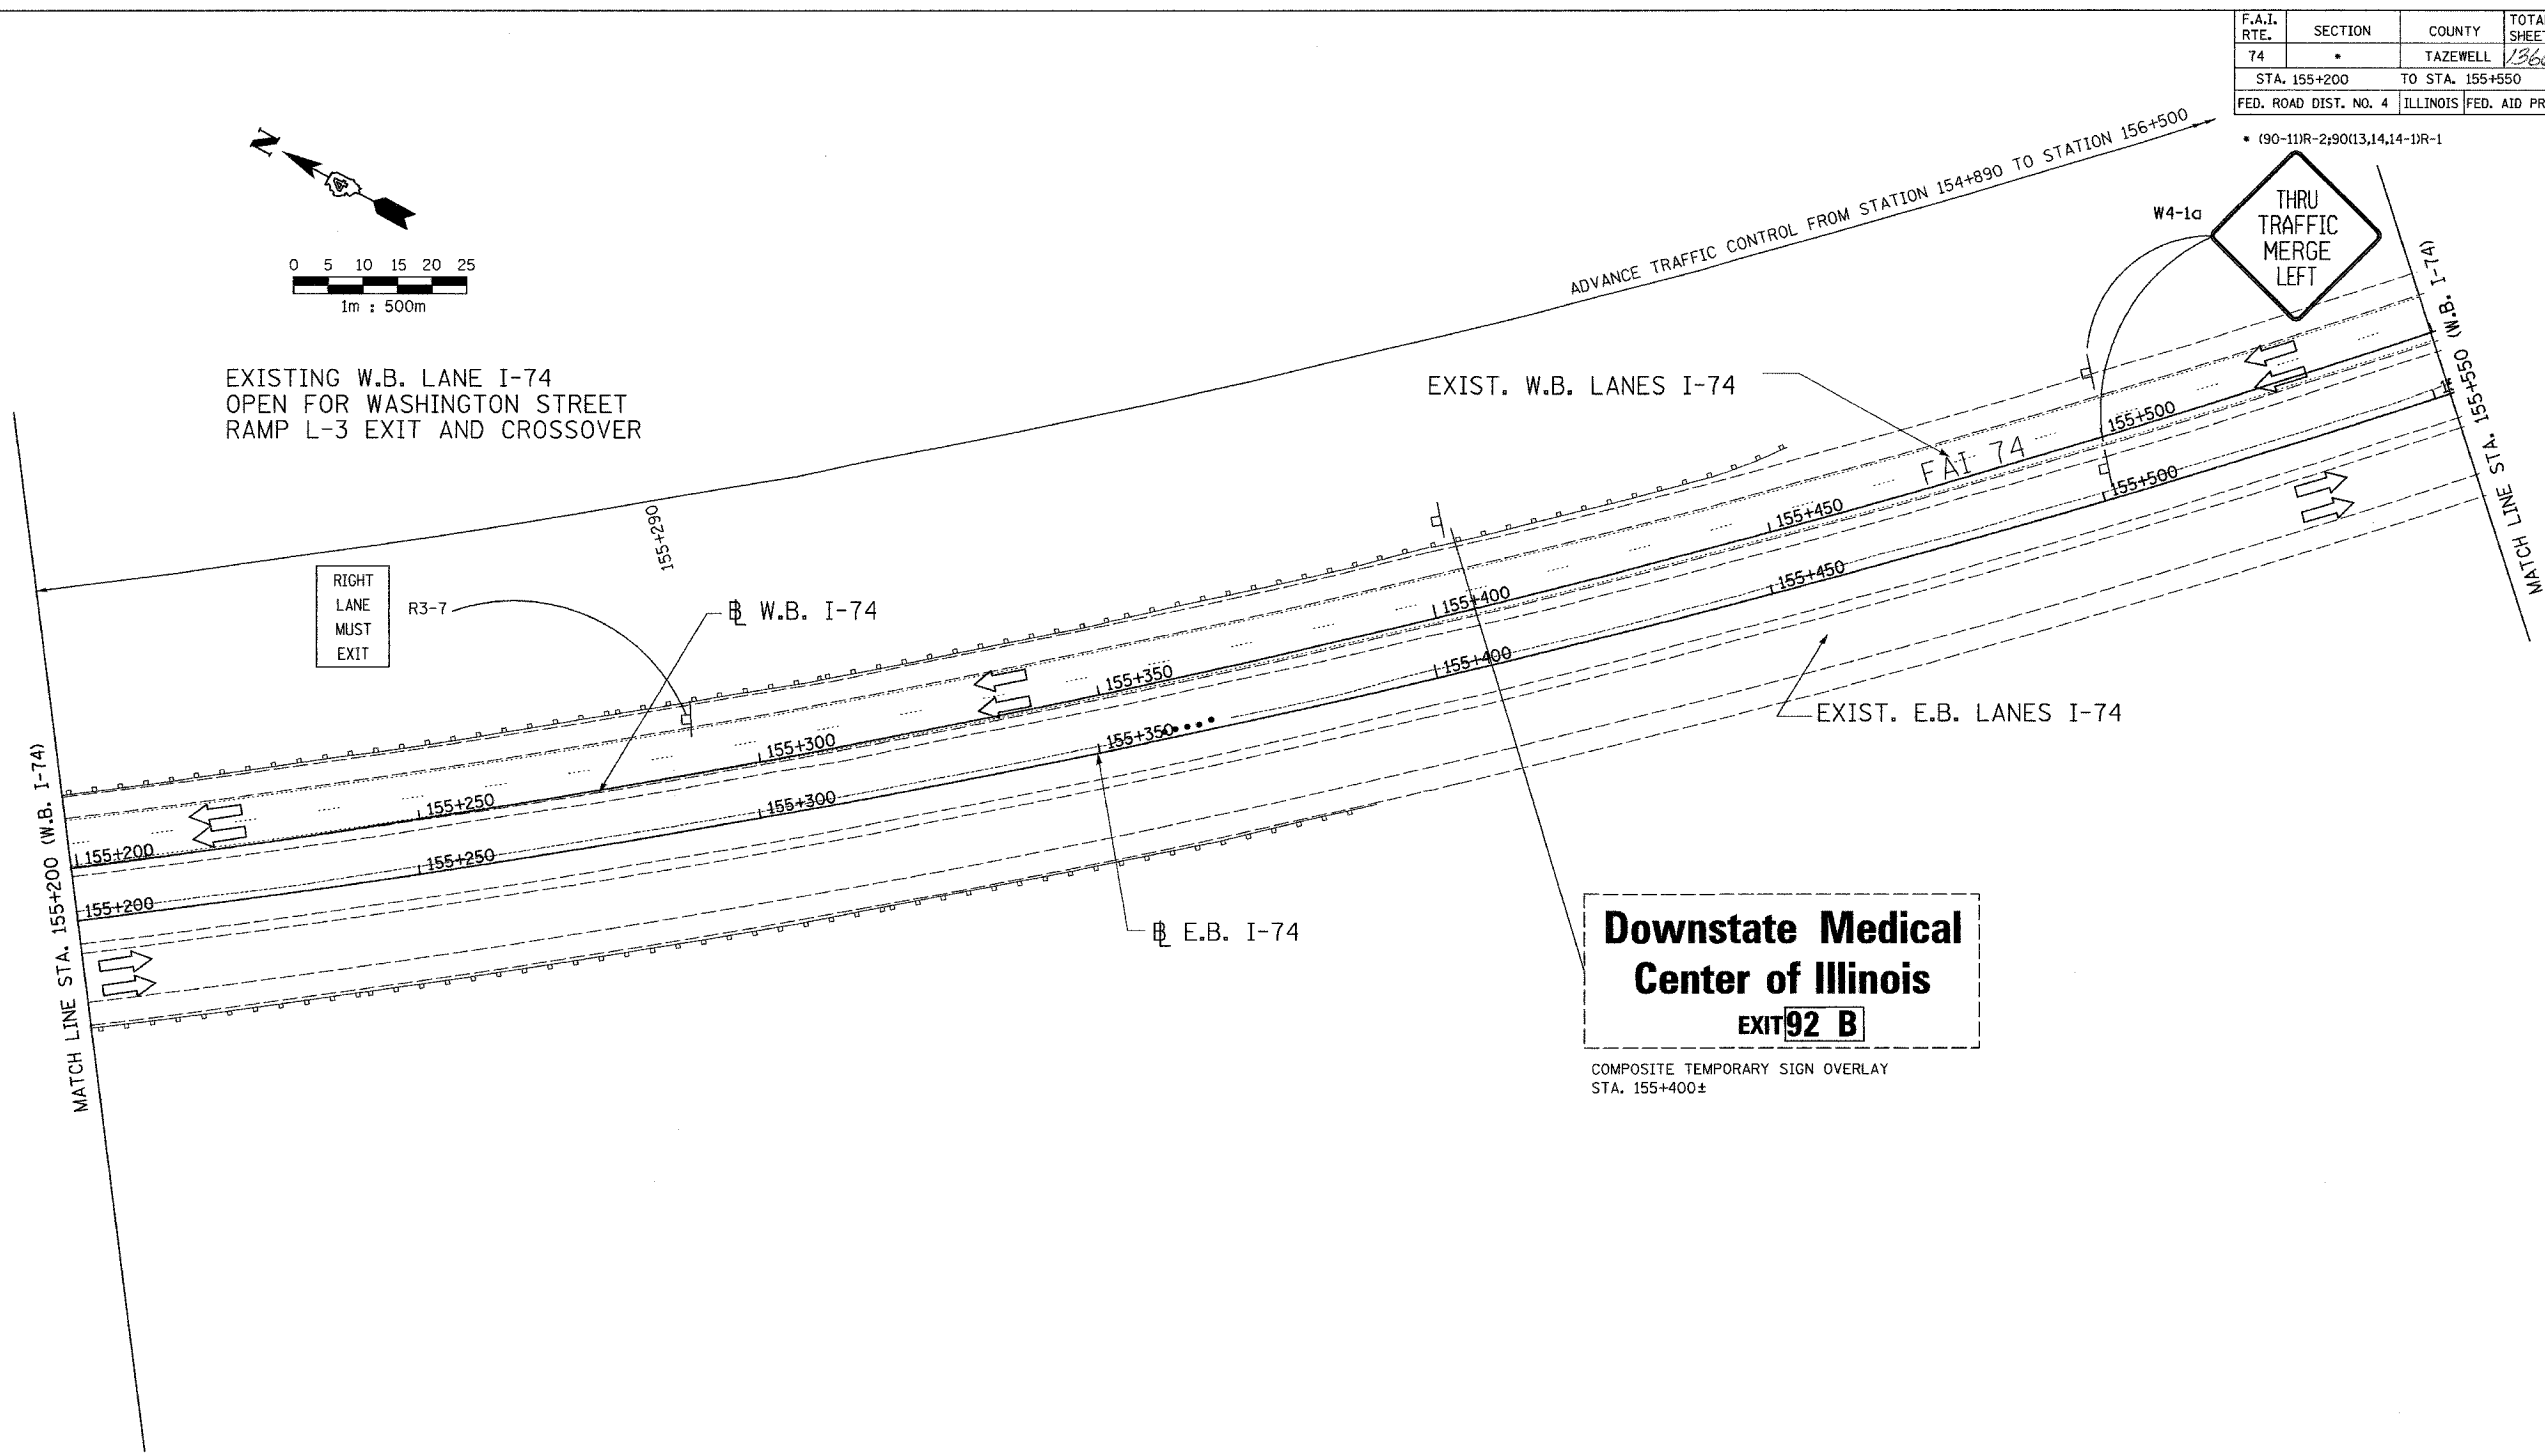 F.A.I. RTE. SECTION COUNTY
74 * TAZEWELL
STA. 155+200 TO STA. 155+550
FED. ROAD DIST. NO. 4 ILLINOIS FED. AID
* (90-11)R-2;90(13,14,14-1)R-1
N
4
0 5 10 15 20 25
1m : 500m
ADVANCE TRAFFIC CONTROL FROM STATION 154+890 TO STATION 156+500
W4-1a
THRU
TRAFFIC
MERGE
LEFT
EXISTING W.B. LANE I-74
OPEN FOR WASHINGTON STREET
RAMP L-3 EXIT AND CROSSOVER
EXIST. W.B. LANES I-74
FAI 74
155+290
RIGHT
LANE
MUST
EXIT
R3-7
℄ W.B. I-74
155+200
155+250
155+300
155+350
155+400
155+450
155+500
155+200
155+250
155+300
155+350
155+400
155+450
155+500
EXIST. E.B. LANES I-74
℄ E.B. I-74
MATCH LINE STA. 155+200 (W.B. I-74)
MATCH LINE STA. 155+550 (W.B. I-74)
Downstate Medical
Center of Illinois
EXIT 92 B
COMPOSITE TEMPORARY SIGN OVERLAY
STA. 155+400±